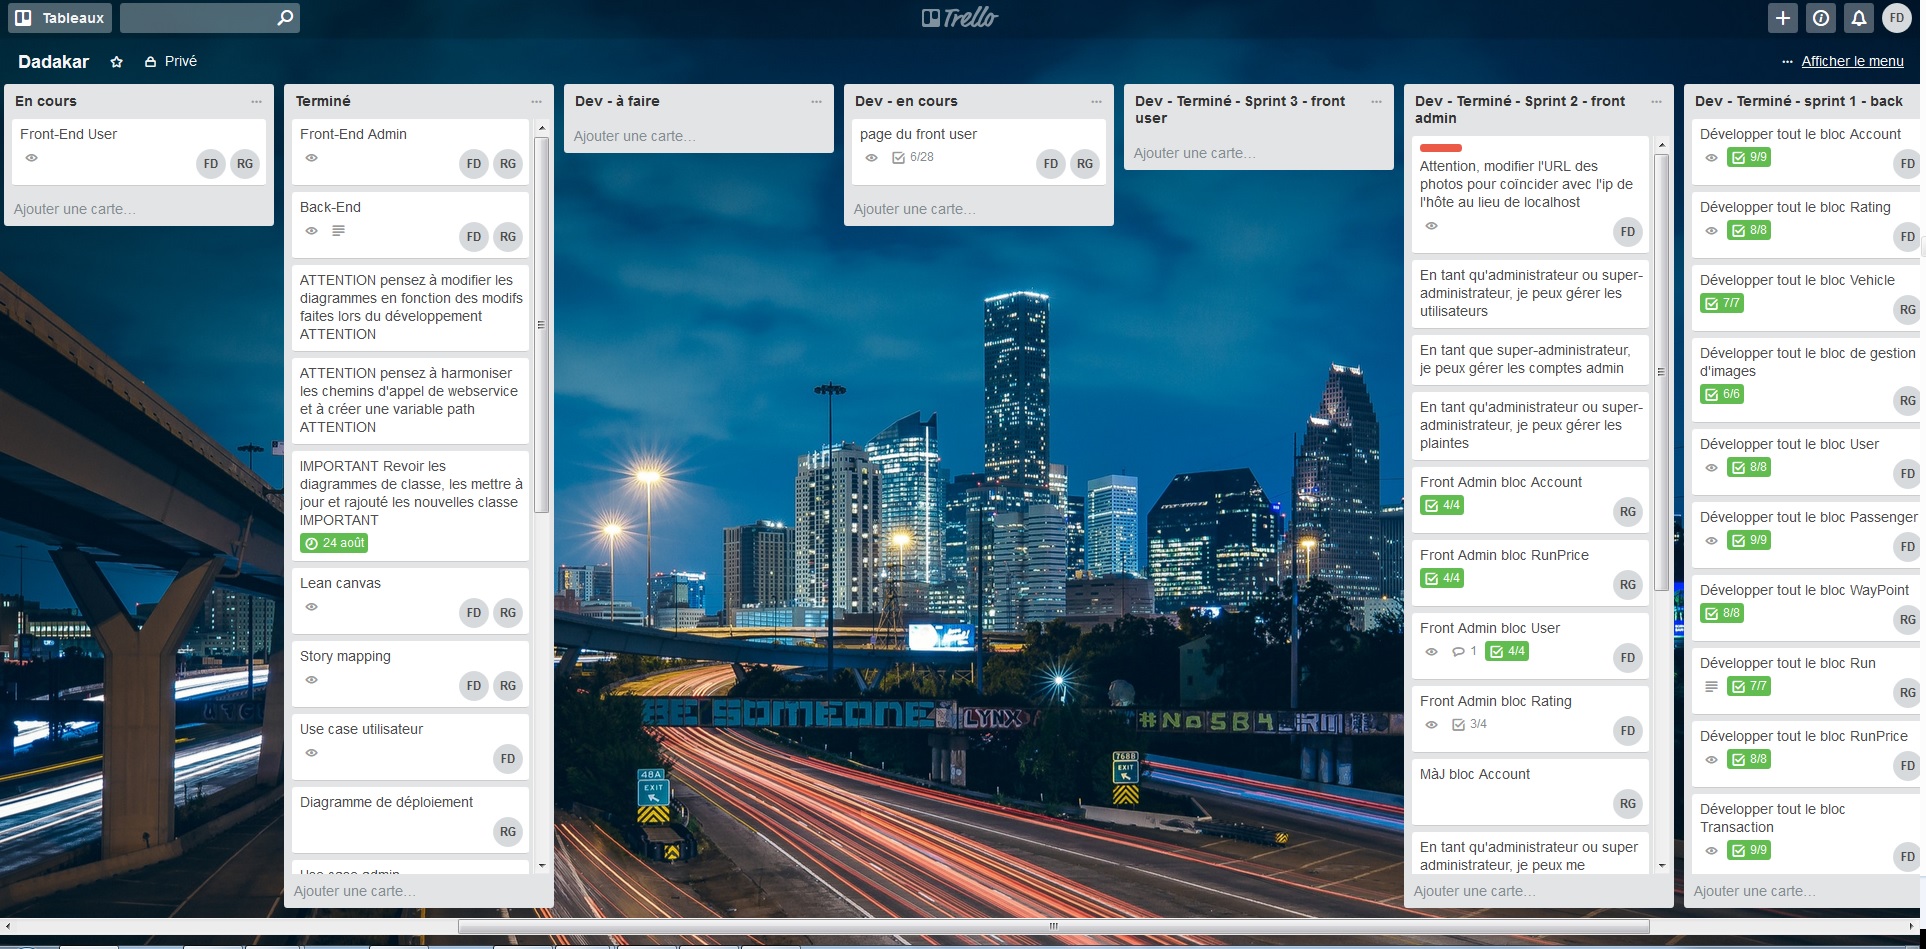 Tableaux
Trello
FD
Dadakar
Privé
... Afficher le menu
En cours
Front-End User
FD RG
Ajouter une carte...
Terminé
Front-End Admin
FD RG
Back-End
FD RG
ATTENTION pensez à modifier les
diagrammes en fonction des modifs
faites lors du développement
ATTENTION
ATTENTION pensez à harmoniser
les chemins d'appel de webservice
et à créer une variable path
ATTENTION
IMPORTANT Revoir les
diagrammes de classe, les mettre à
jour et rajouté les nouvelles classe
IMPORTANT
24 août
Lean canvas
FD RG
Story mapping
FD RG
Use case utilisateur
FD
Diagramme de déploiement
RG
Use case admin
Ajouter une carte...
Dev - à faire
Ajouter une carte...
Dev - en cours
page du front user
6/28
FD RG
Ajouter une carte...
Dev - Terminé - Sprint 3 - front
user
Ajouter une carte...
Dev - Terminé - Sprint 2 - front
admin
Attention, modifier l'URL des
photos pour coïncider avec l'ip de
l'hôte au lieu de localhost
FD
En tant qu'administrateur ou super-
administrateur, je peux gérer les
utilisateurs
En tant que super-administrateur,
je peux gérer les comptes admin
En tant qu'administrateur ou super-
administrateur, je peux gérer les
plaintes
Front Admin bloc Account
4/4
RG
Front Admin bloc RunPrice
4/4
RG
Front Admin bloc User
1 4/4
FD
Front Admin bloc Rating
3/4
FD
MàJ bloc Account
RG
En tant qu'administrateur ou super
administrateur, je peux me
Ajouter une carte...
Dev - Terminé - sprint 1 - back
Développer tout le bloc Account
9/9
FD
Développer tout le bloc Rating
8/8
FD
Développer tout le bloc Vehicle
7/7
RG
Développer tout le bloc de gestion
d'images
6/6
RG
Développer tout le bloc User
8/8
FD
Développer tout le bloc Passenger
9/9
FD
Développer tout le bloc WayPoint
8/8
RG
Développer tout le bloc Run
7/7
RG
Développer tout le bloc RunPrice
8/8
FD
Développer tout le bloc
Transaction
9/9
FD
Ajouter une carte...
BE SOMEONE
LYNX
48A
EXIT
768B
EXIT